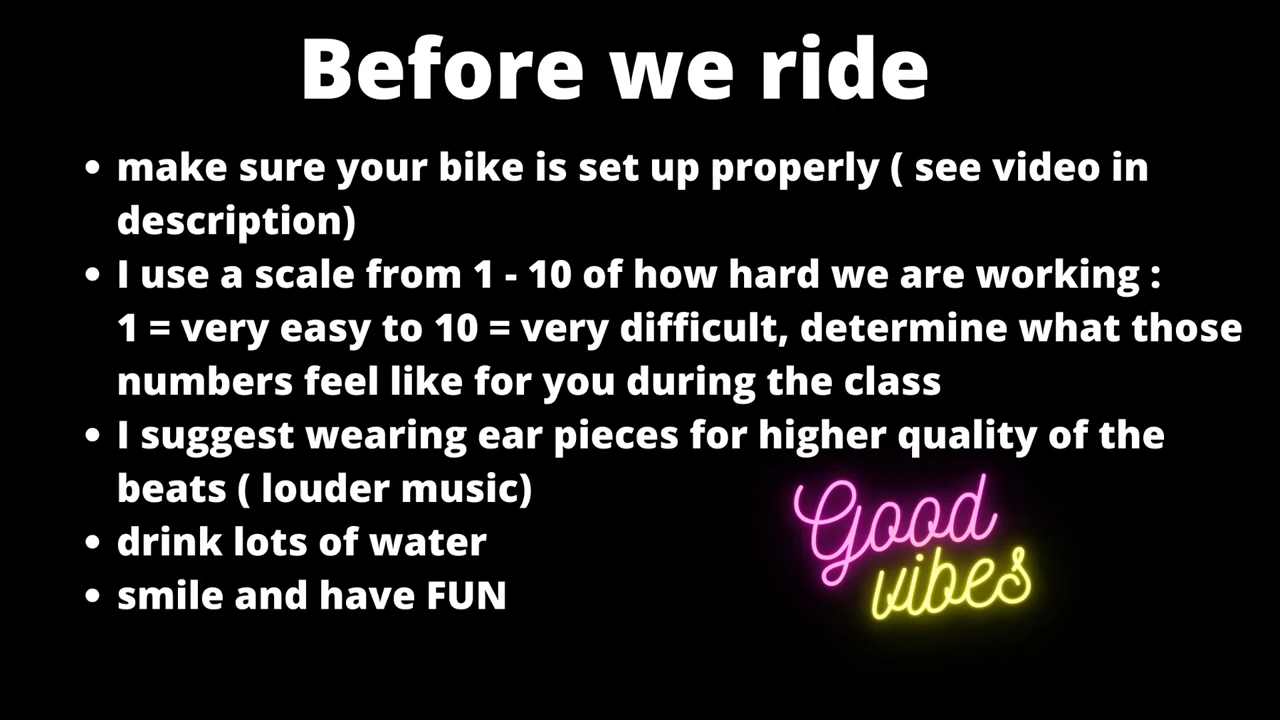 Before we ride
• make sure your bike is set up properly ( see video in
description)
• I use a scale from 1 - 10 of how hard we are working :
1 = very easy to 10 = very difficult, determine what those
numbers feel like for you during the class
• I suggest wearing ear pieces for higher quality of the
beats ( louder music)
• drink lots of water
• smile and have FUN
Good
vibes